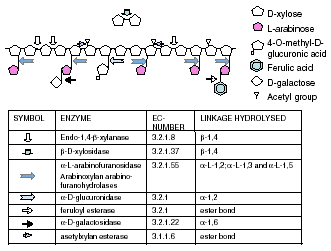 D-xylose
L-arabinose
4-O-methyl-D-
glucuronic acid
Ferulic acid
D-galactose
Acetyl group
SYMBOL ENZYME EC-NUMBER LINKAGE HYDROLYSED
Endo-1,4-β-xylanase 3.2.1.8 β-1,4
β-D-xylosidase 3.2.1.37 β-1,4
α-L-arabinofuranosidase 3.2.1.55 α-L-1,2;α-L-1,3 and α-L-1,5
Arabinoxylan arabino-
furanohydrolases
α-D-glucuronidase 3.2.1 α-1,2
feruloyl esterase 3.2.1 ester bond
α-D-galactosidase 3.2.1.22 α-1,6
asetylxylan esterase 3.1.1.6 ester bond